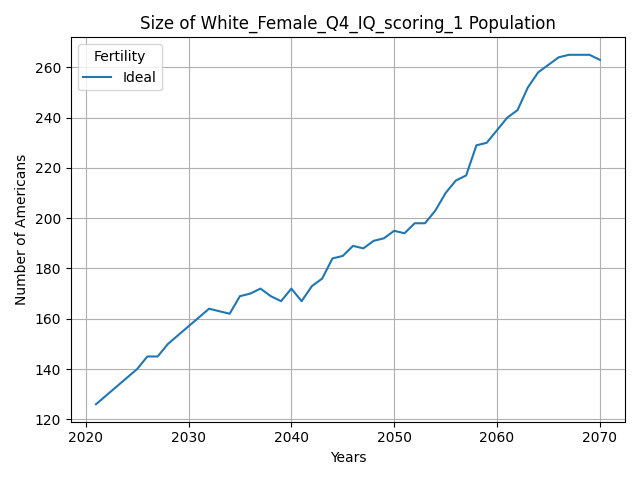 Size of White_Female_Q4_IQ_scoring_1 Population
Fertility
Ideal
Number of Americans
260
240
220
200
180
160
140
120
2020
2030
2040
2050
2060
2070
Years